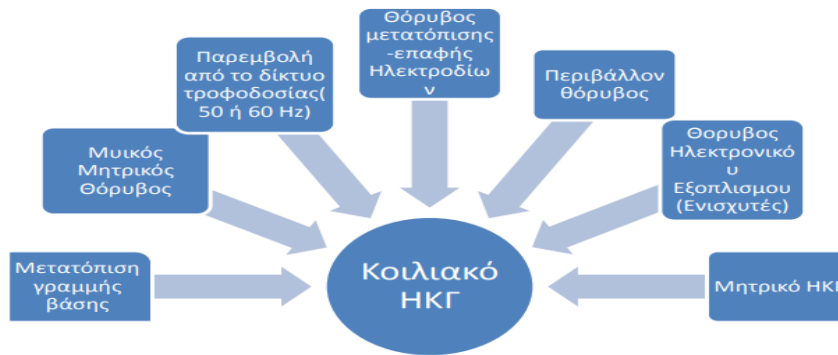 Θόρυβος
μετατόπισης
-επαφής
Ηλεκτροδίω
ν
Παρεμβολή
από το δίκτυο
τροφοδοσίας(
50 ή 60 Hz)
Περιβάλλον
θόρυβος
Μυικός
Μητρικός
Θόρυβος
Θορυβος
Ηλεκτρονικό
υ
Εξοπλισμου
(Ενισχυτές)
Μετατόπιση
γραμμής
βάσης
Κοιλιακό
ΗΚΓ
Μητρικό ΗΚΓ